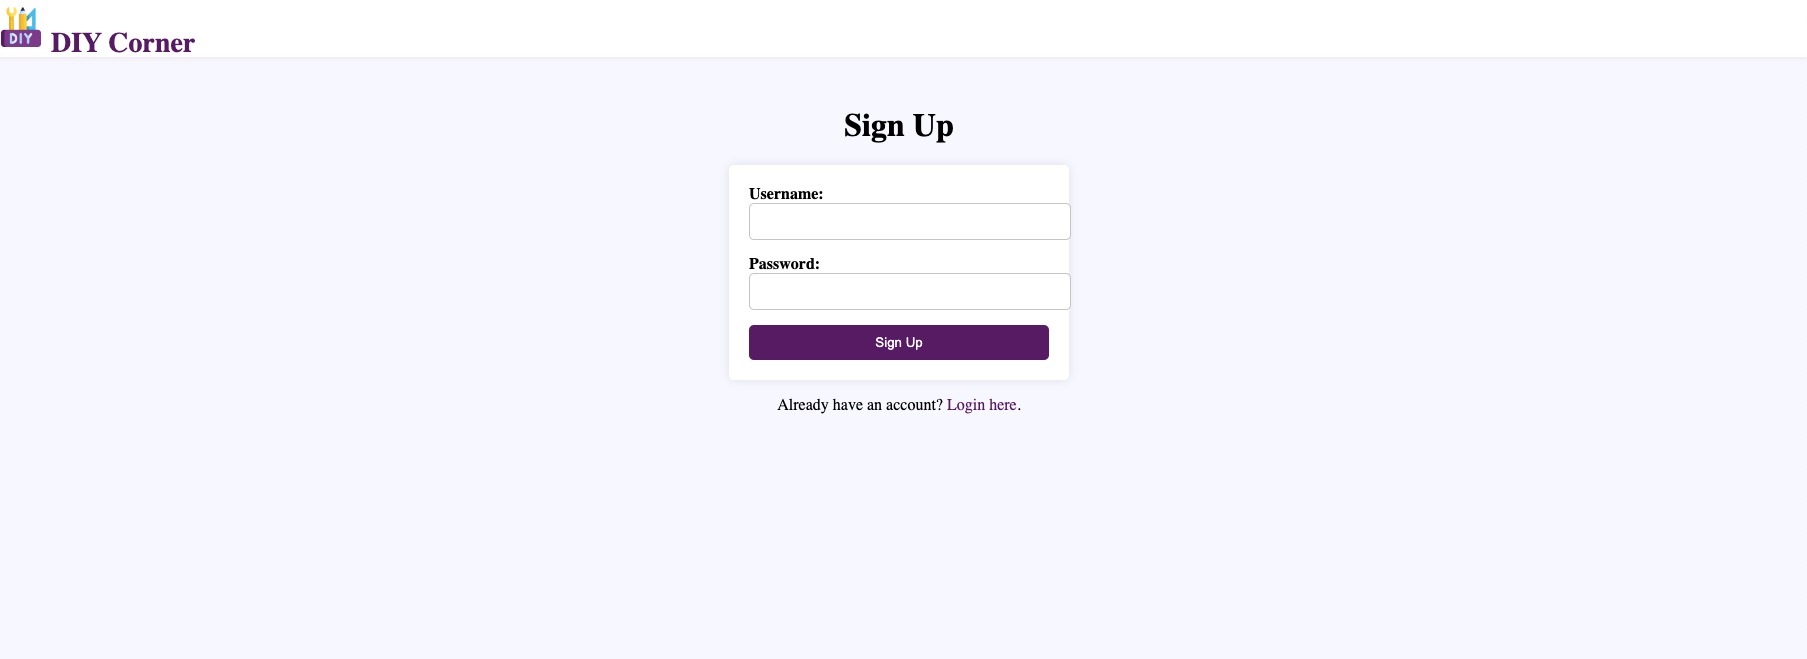 DIY
DIY Corner
Sign Up
Username:
Password:
Sign Up
Already have an account? Login here.